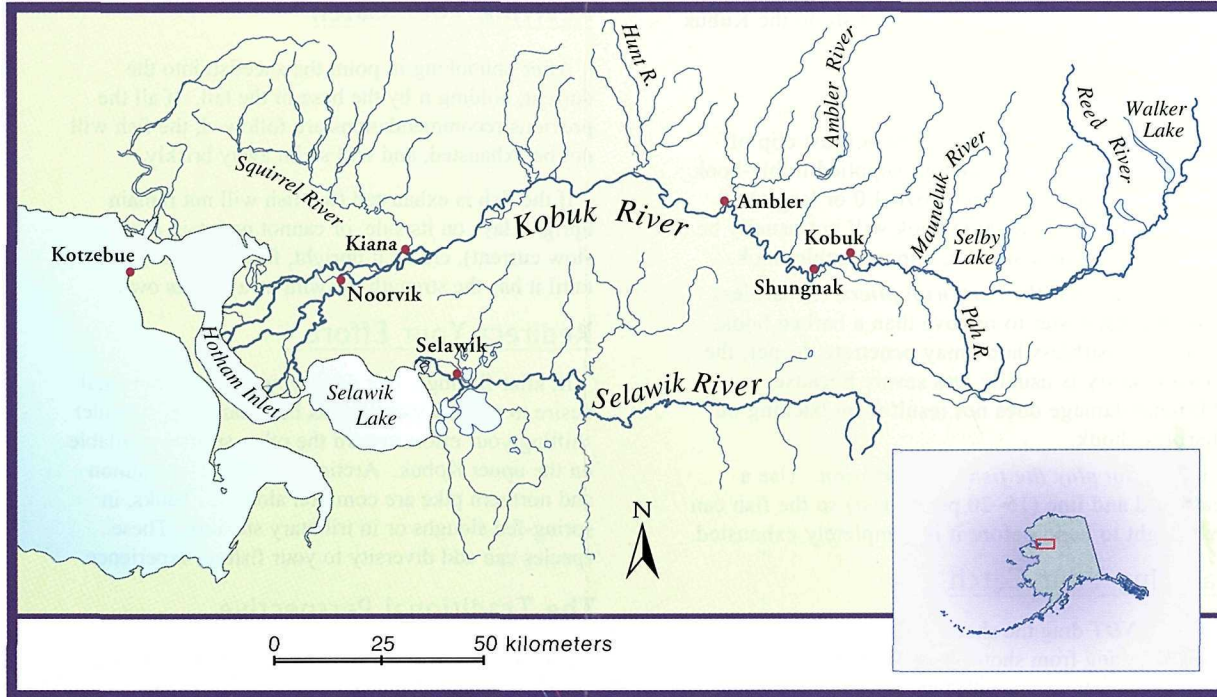 Hunt R.
Ambler River
Reed River
Walker
Lake
Squirrel River
Mauneluk River
Kobuk River
Ambler
Kotzebue
Kiana
Kobuk
Selby
Lake
Noorvik
Shungnak
Pah R.
Hotham Inlet
Selawik
Selawik
Lake
Selawik River
N
0 25 50 kilometers